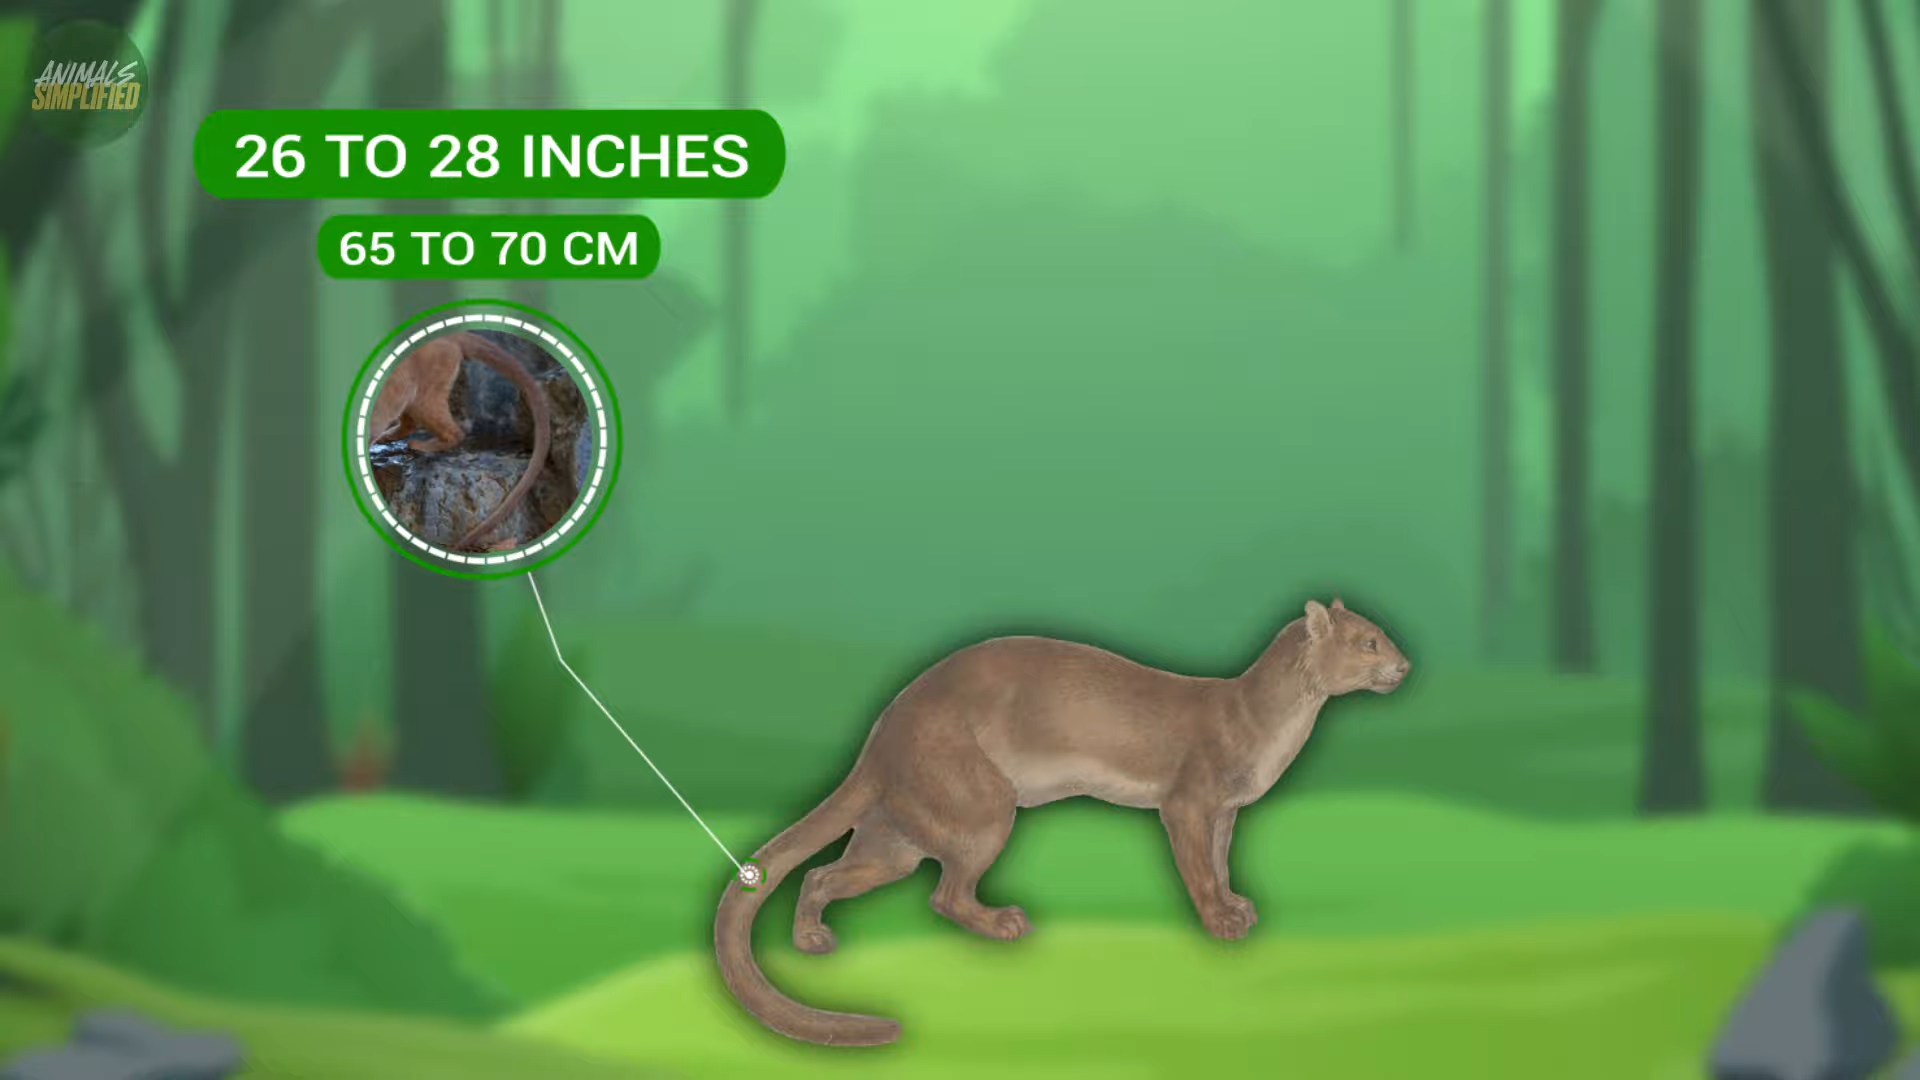 ANIMALS
SIMPLIFIED
26 TO 28 INCHES
65 TO 70 CM